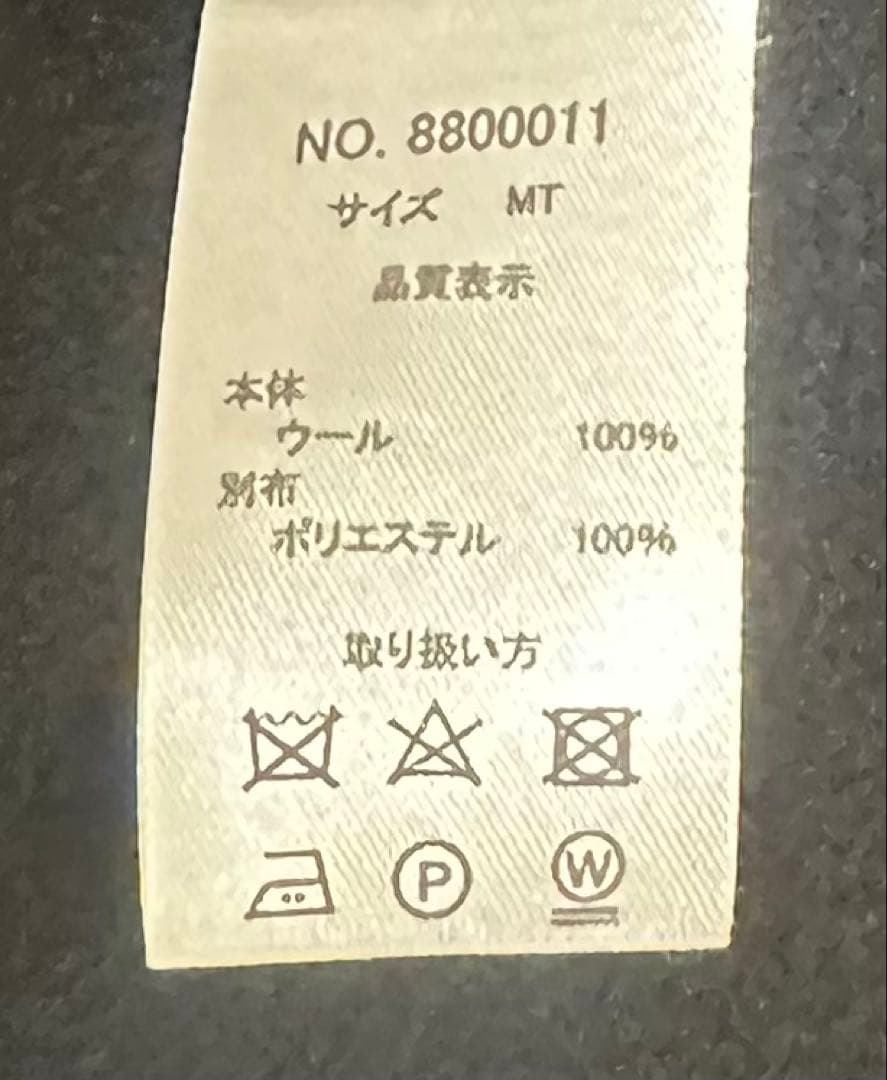 NO. 8800011
サイズ MT
品質表示
本体
ウール 100%
別布
ポリエステル 100%
取り扱い方
P W